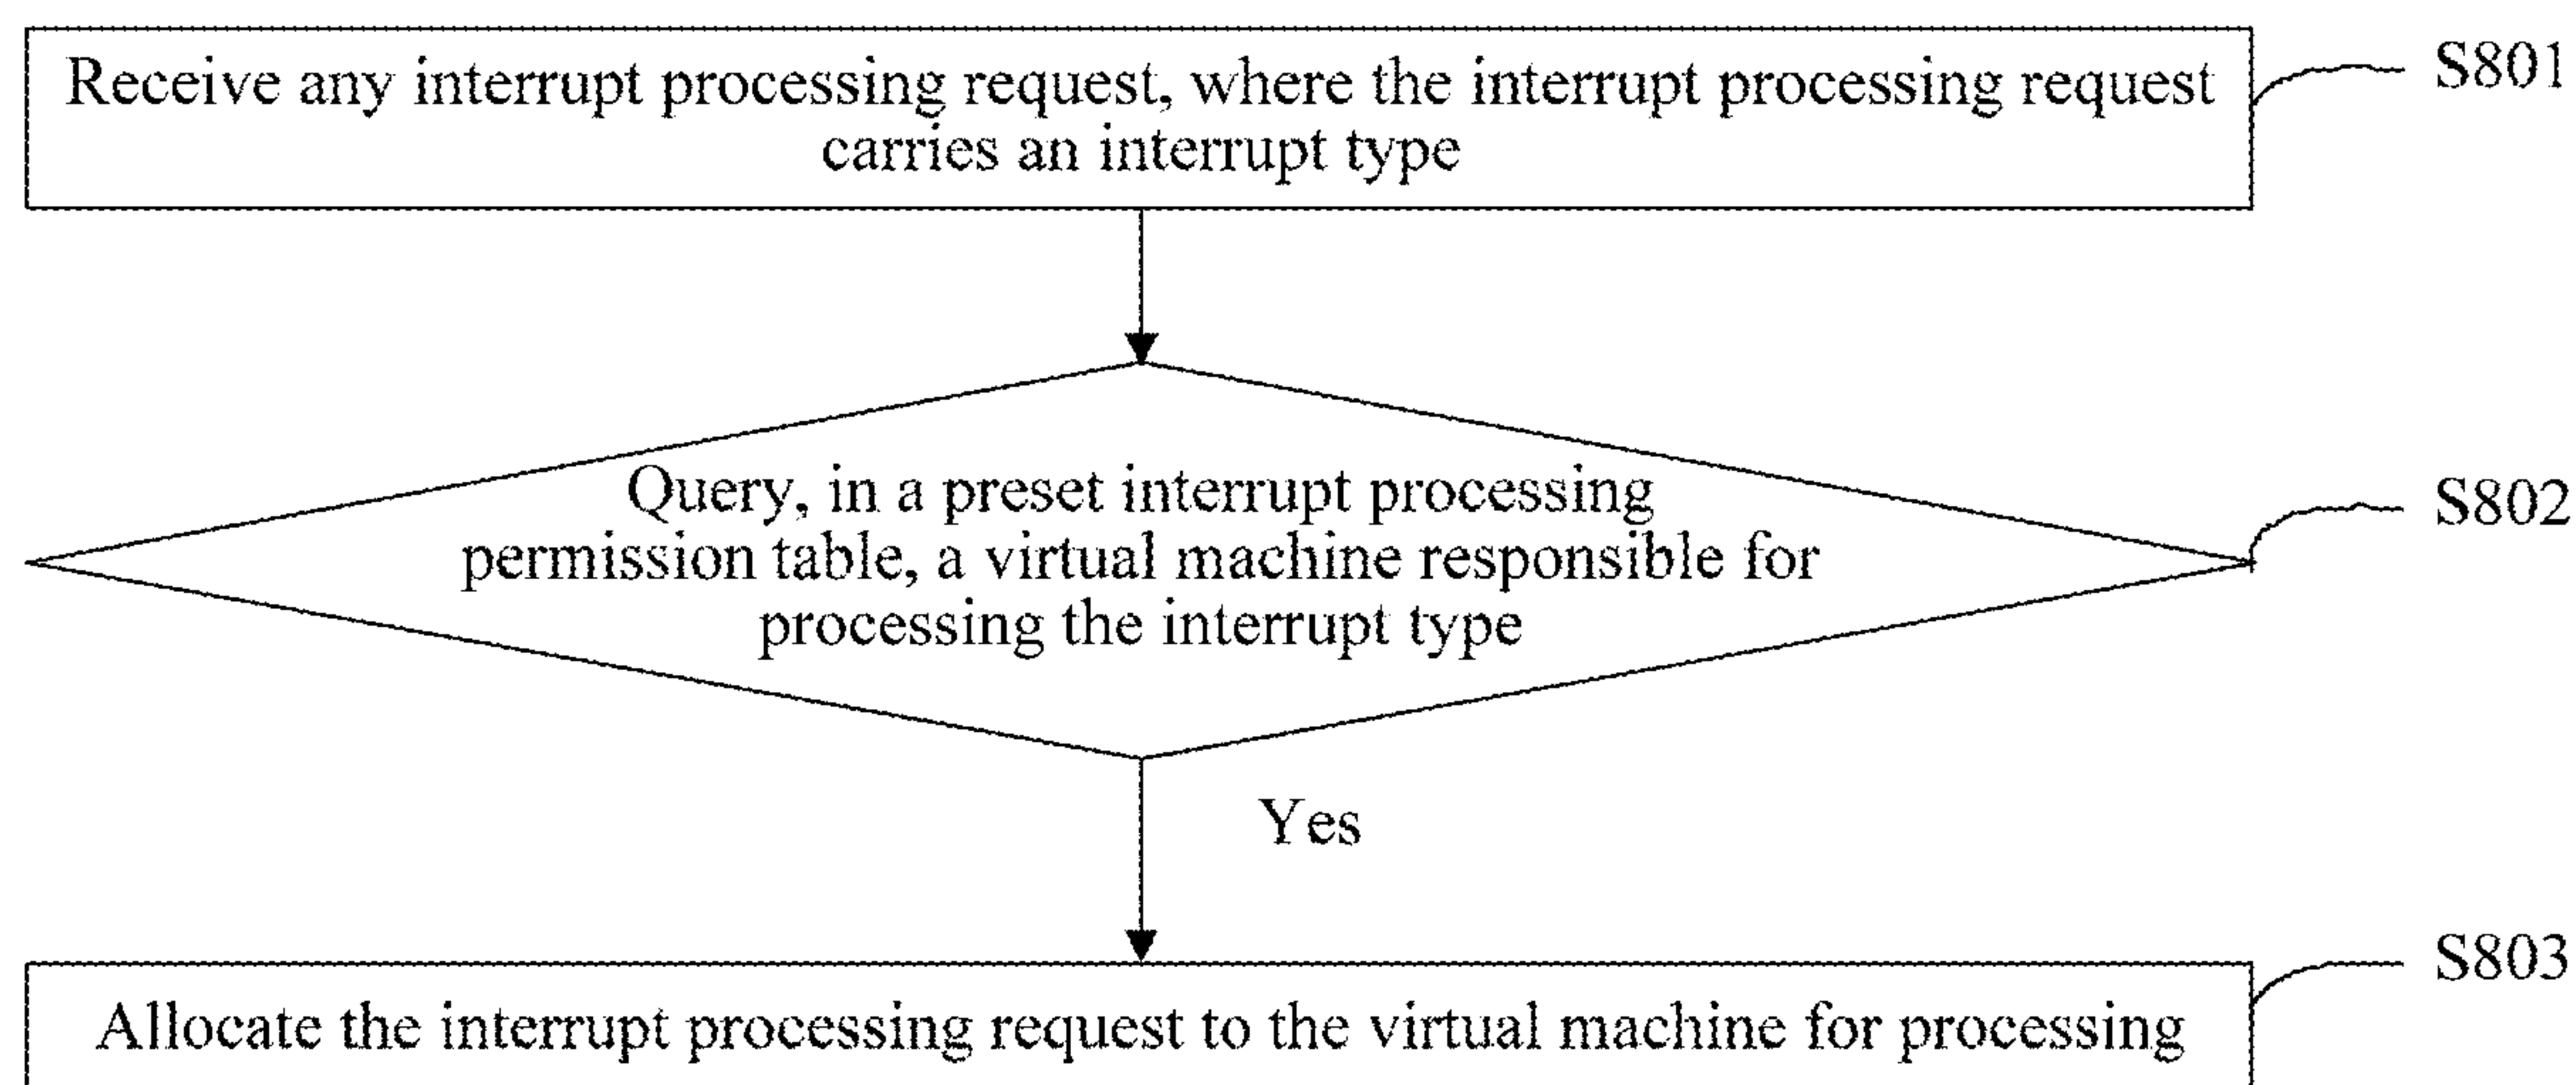 Receive any interrupt processing request, where the interrupt processing request
carries an interrupt type
S801
Query, in a preset interrupt processing
permission table, a virtual machine responsible for
processing the interrupt type
S802
Yes
Allocate the interrupt processing request to the virtual machine for processing
S803